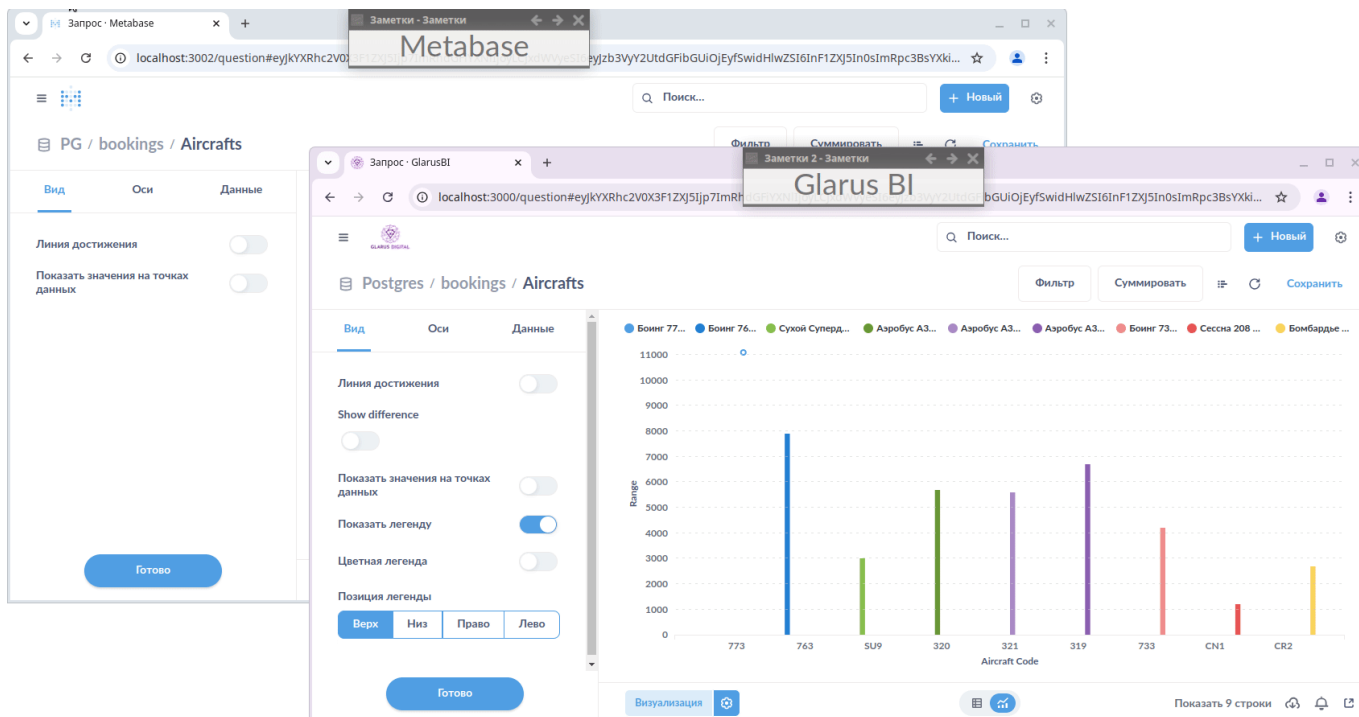 Запрос · Metabase
Заметки - Заметки
Metabase
localhost:3002/question#eyJkYXRhc2V0X3F1ZXJ5Ijp7
Поиск...
+ Новый
PG / bookings / Aircrafts
Фильтр
Суммировать
Сохранить
Вид
Оси
Данные
Линия достижения
Показать значения на точках
данных
Готово
Запрос · GlarusBI
Заметки 2 - Заметки
Glarus BI
localhost:3000/question#eyJkYXRhc2V0X3F1ZXJ5Ijp7ImRh
GLARUS DIGITAL
Поиск...
+ Новый
Postgres / bookings / Aircrafts
Фильтр
Суммировать
Сохранить
Вид
Оси
Данные
Линия достижения
Show difference
Показать значения на точках
данных
Показать легенду
Цветная легенда
Позиция легенды
Верх
Низ
Право
Лево
Готово
Боинг 77... Боинг 76... Сухой Суперд... Аэробус А3... Аэробус А3... Аэробус А3... Боинг 73... Сессна 208 ... Бомбардье ...
11000
10000
9000
8000
7000
6000
5000
4000
3000
2000
1000
0
Range
773 763 SU9 320 321 319 733 CN1 CR2
Aircraft Code
Визуализация
Показать 9 строки